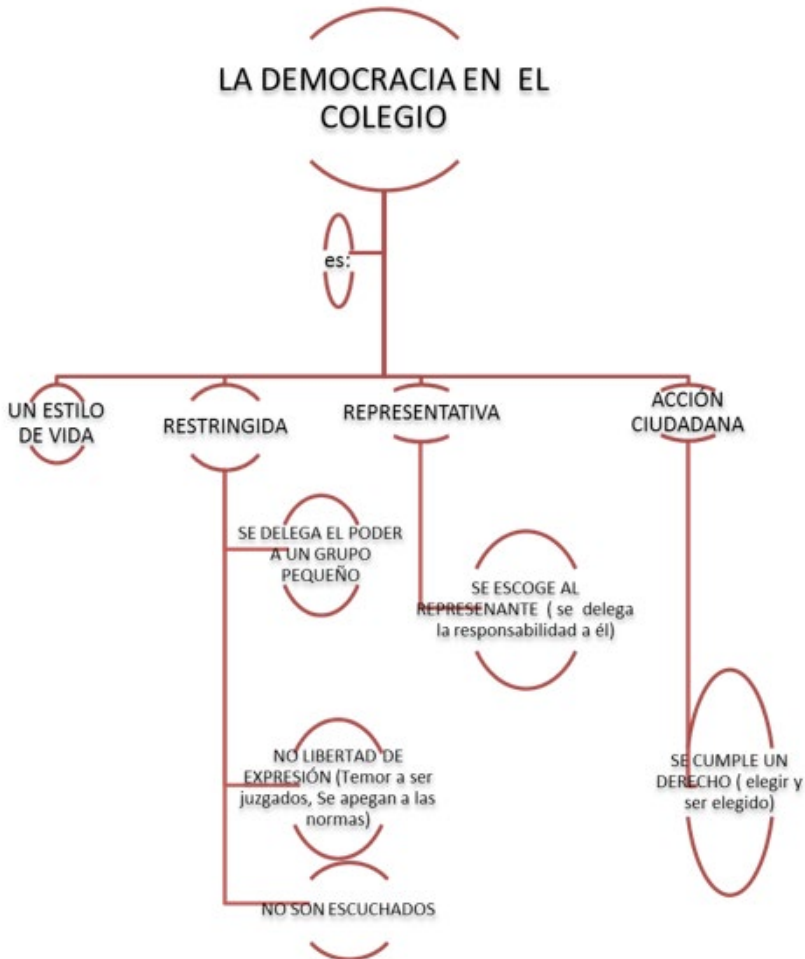 LA DEMOCRACIA EN EL
COLEGIO
es:
UN ESTILO
DE VIDA
RESTRINGIDA
REPRESENTATIVA
ACCIÓN
CIUDADANA
SE DELEGA EL PODER
A UN GRUPO
PEQUEÑO
NO LIBERTAD DE
EXPRESIÓN (Temor a ser
juzgados, Se apegan a las
normas)
NO SON ESCUCHADOS
SE ESCOGE AL
REPRESENANTE ( se delega
la responsabilidad a él)
SE CUMPLE UN
DERECHO ( elegir y
ser elegido)